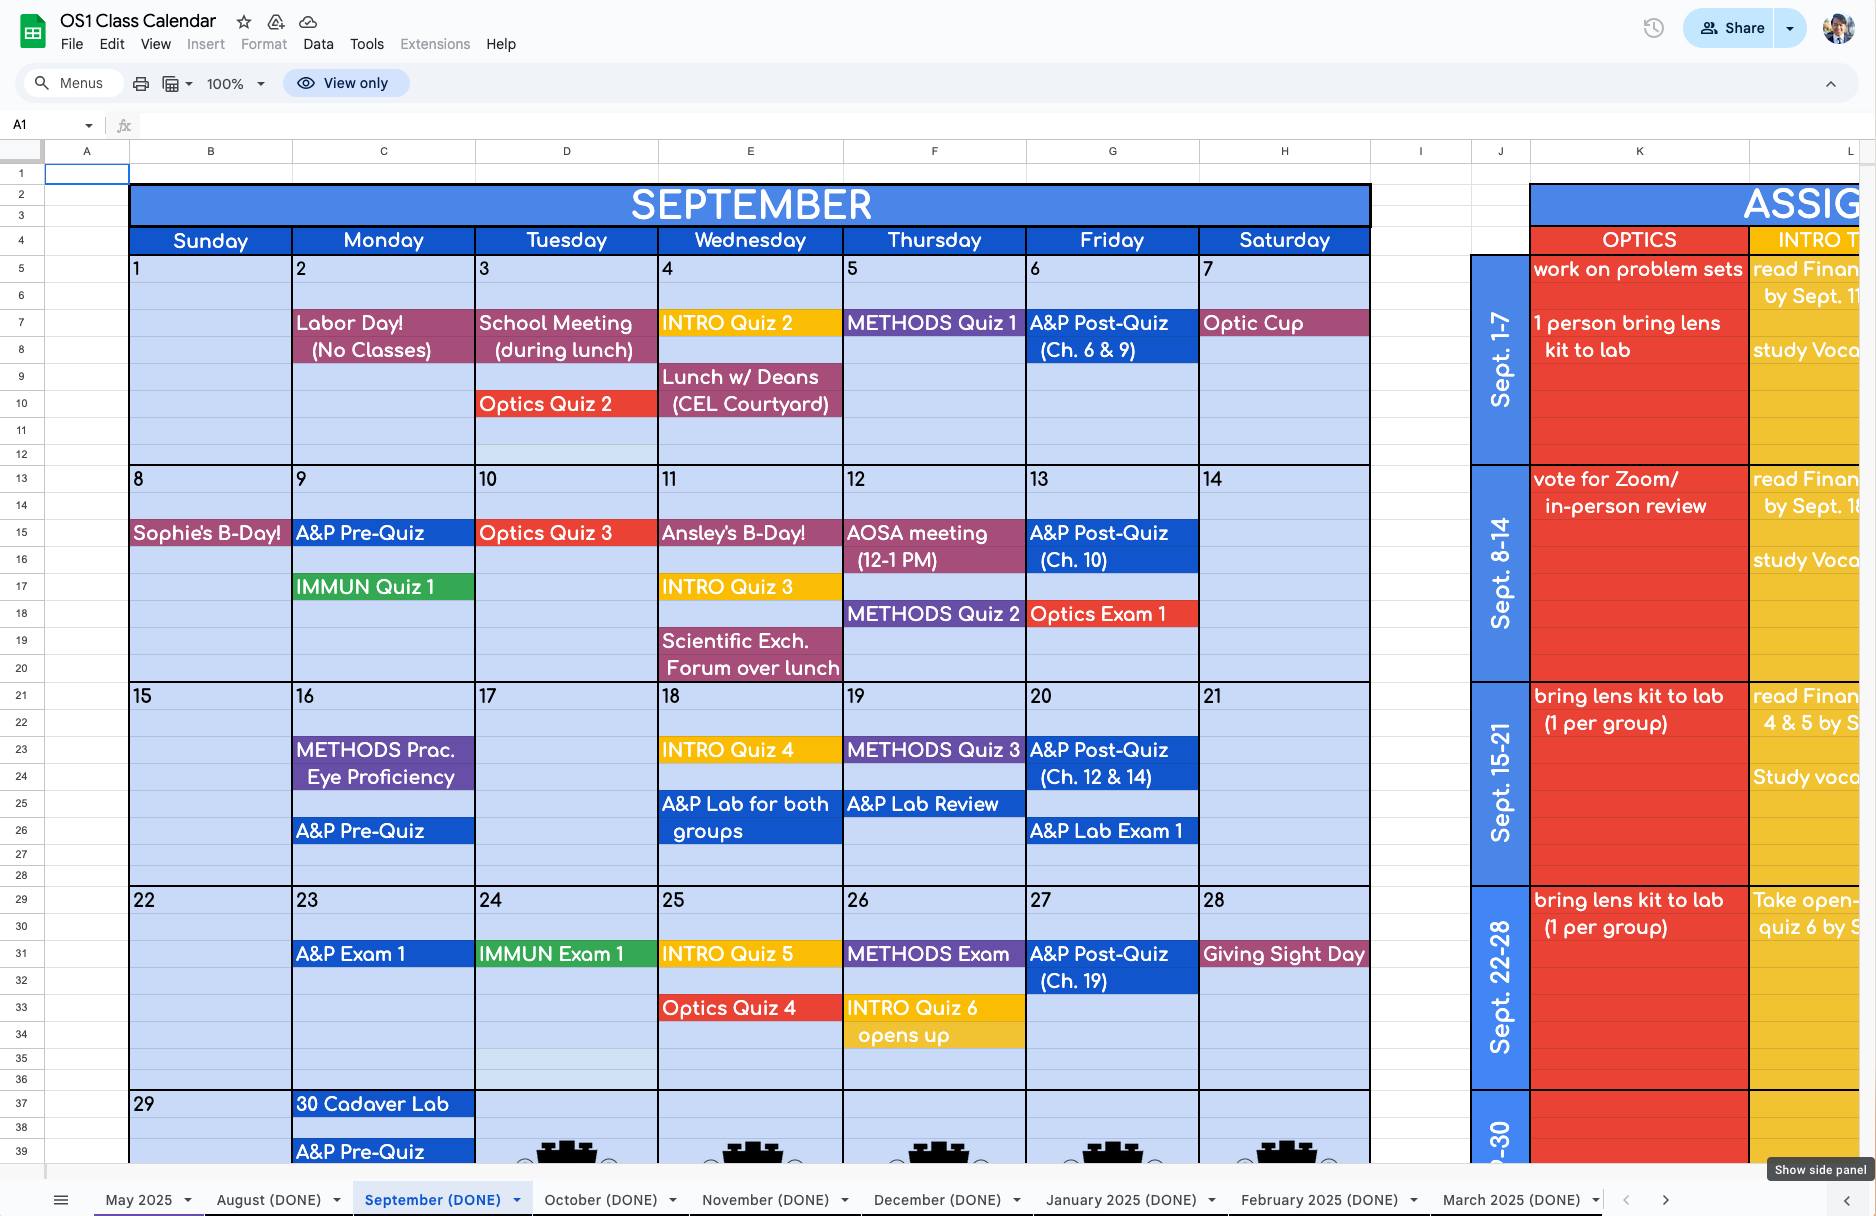 OS1 Class Calendar
File Edit View Insert Format Data Tools Extensions Help
Share
Menus
100%
View only
A1
fx
A B C D E F G H I J K L
1
2
SEPTEMBER
ASSIG
3
4
Sunday Monday Tuesday Wednesday Thursday Friday Saturday
OPTICS INTRO T
5
1 2 3 4 5 6 7
work on problem sets read Finan
6
by Sept. 11
7
Labor Day! School Meeting INTRO Quiz 2 METHODS Quiz 1 A&P Post-Quiz Optic Cup
1 person bring lens
8
(No Classes) (during lunch) (Ch. 6 & 9)
kit to lab study Voca
Sept. 1-7
9
Lunch w/ Deans
10
Optics Quiz 2 (CEL Courtyard)
11
12
13
8 9 10 11 12 13 14
vote for Zoom/ read Finan
14
in-person review by Sept. 18
15
Sophie's B-Day! A&P Pre-Quiz Optics Quiz 3 Ansley's B-Day! AOSA meeting A&P Post-Quiz
16
(12-1 PM) (Ch. 10)
study Voca
Sept. 8-14
17
IMMUN Quiz 1 INTRO Quiz 3
18
METHODS Quiz 2 Optics Exam 1
19
Scientific Exch.
20
Forum over lunch
21
15 16 17 18 19 20 21
bring lens kit to lab read Finan
22
(1 per group) 4 & 5 by S
23
METHODS Prac. INTRO Quiz 4 METHODS Quiz 3 A&P Post-Quiz
24
Eye Proficiency (Ch. 12 & 14)
Study voca
Sept. 15-21
25
A&P Lab for both A&P Lab Review
26
A&P Pre-Quiz groups A&P Lab Exam 1
27
28
29
22 23 24 25 26 27 28
bring lens kit to lab Take open-
30
(1 per group) quiz 6 by S
31
A&P Exam 1 IMMUN Exam 1 INTRO Quiz 5 METHODS Exam A&P Post-Quiz Giving Sight Day
32
(Ch. 19)
Sept. 22-28
33
Optics Quiz 4 INTRO Quiz 6
34
opens up
35
36
37
29 30 Cadaver Lab
38
39
A&P Pre-Quiz
-30
Show side panel
May 2025 August (DONE) September (DONE) October (DONE) November (DONE) December (DONE) January 2025 (DONE) February 2025 (DONE) March 2025 (DONE)